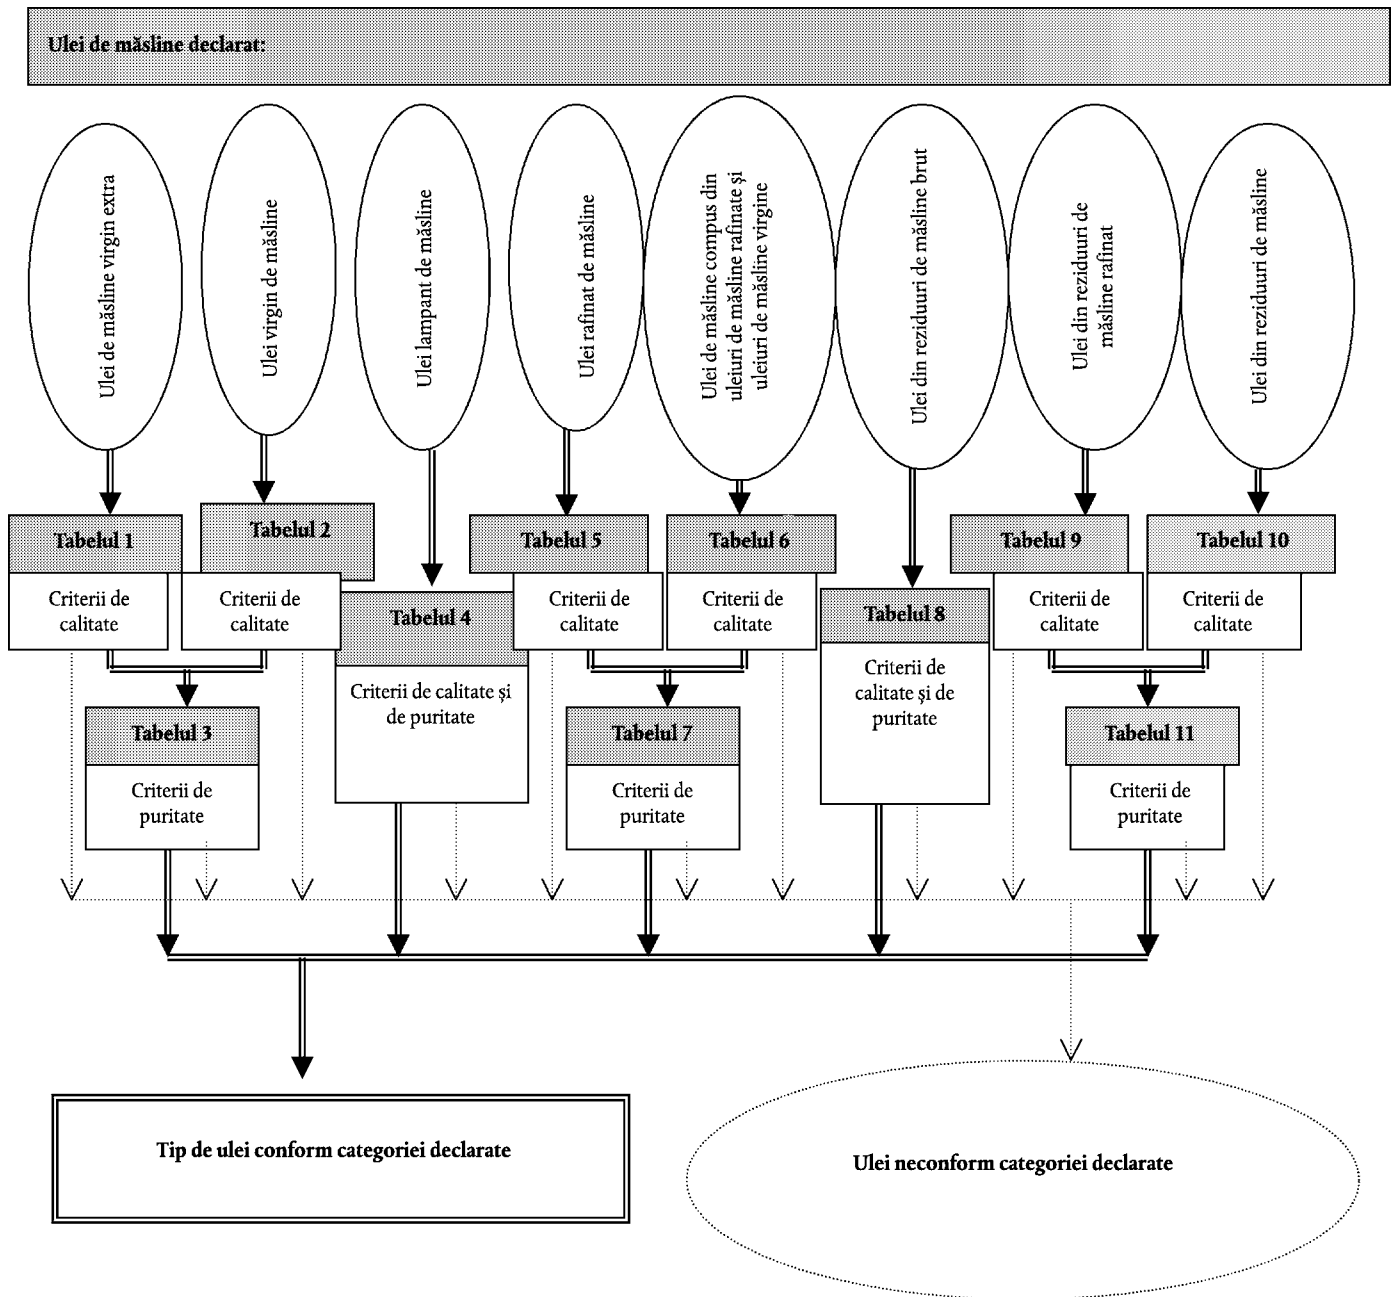 Ulei de măsline declarat:
Ulei de măsline virgin extra
Ulei virgin de măsline
Ulei lampant de măsline
Ulei rafinat de măsline
Ulei de măsline compus din
uleiuri de măsline rafinate și
uleiuri de măsline virgine
Ulei din reziduuri de măsline brut
Ulei din reziduuri de
măsline rafinat
Ulei din reziduuri de măsline
Tabelul 1
Criterii de
calitate
Tabelul 2
Criterii de
calitate
Tabelul 4
Criterii de calitate și
de puritate
Tabelul 5
Criterii de
calitate
Tabelul 6
Criterii de
calitate
Tabelul 8
Criterii de
calitate și de
puritate
Tabelul 9
Criterii de
calitate
Tabelul 10
Criterii de
calitate
Tabelul 3
Criterii de
puritate
Tabelul 7
Criterii de
puritate
Tabelul 11
Criterii de
puritate
Tip de ulei conform categoriei declarate
Ulei neconform categoriei declarate